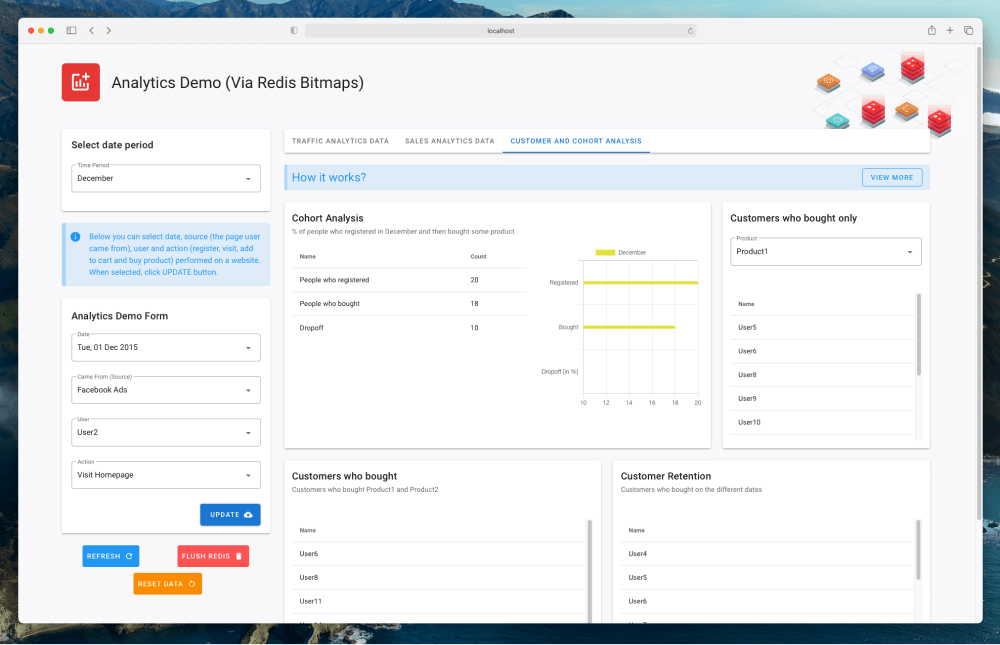 localhost
Analytics Demo (Via Redis Bitmaps)
Select date period
Time Period
December
Below you can select date, source (the page user
came from), user and action (register, visit, add
to cart and buy product) performed on a website.
When selected, click UPDATE button.
Analytics Demo Form
Date
Tue, 01 Dec 2015
Came From (Source)
Facebook Ads
User
User2
Action
Visit Homepage
UPDATE
REFRESH
FLUSH REDIS
RESET DATA
TRAFFIC ANALYTICS DATA SALES ANALYTICS DATA CUSTOMER AND COHORT ANALYSIS
How it works?
VIEW MORE
Cohort Analysis
% of people who registered in December and then bought some product
Name Count
People who registered 20
People who bought 18
Dropoff 10
December
Registered
Bought
Dropoff (in %)
10 12 14 16 18 20
Customers who bought only
Product
Product1
Name
User5
User6
User8
User9
User10
Customers who bought
Customers who bought Product1 and Product2
Name
User6
User8
User11
Customer Retention
Customers who bought on the different dates
Name
User4
User5
User6